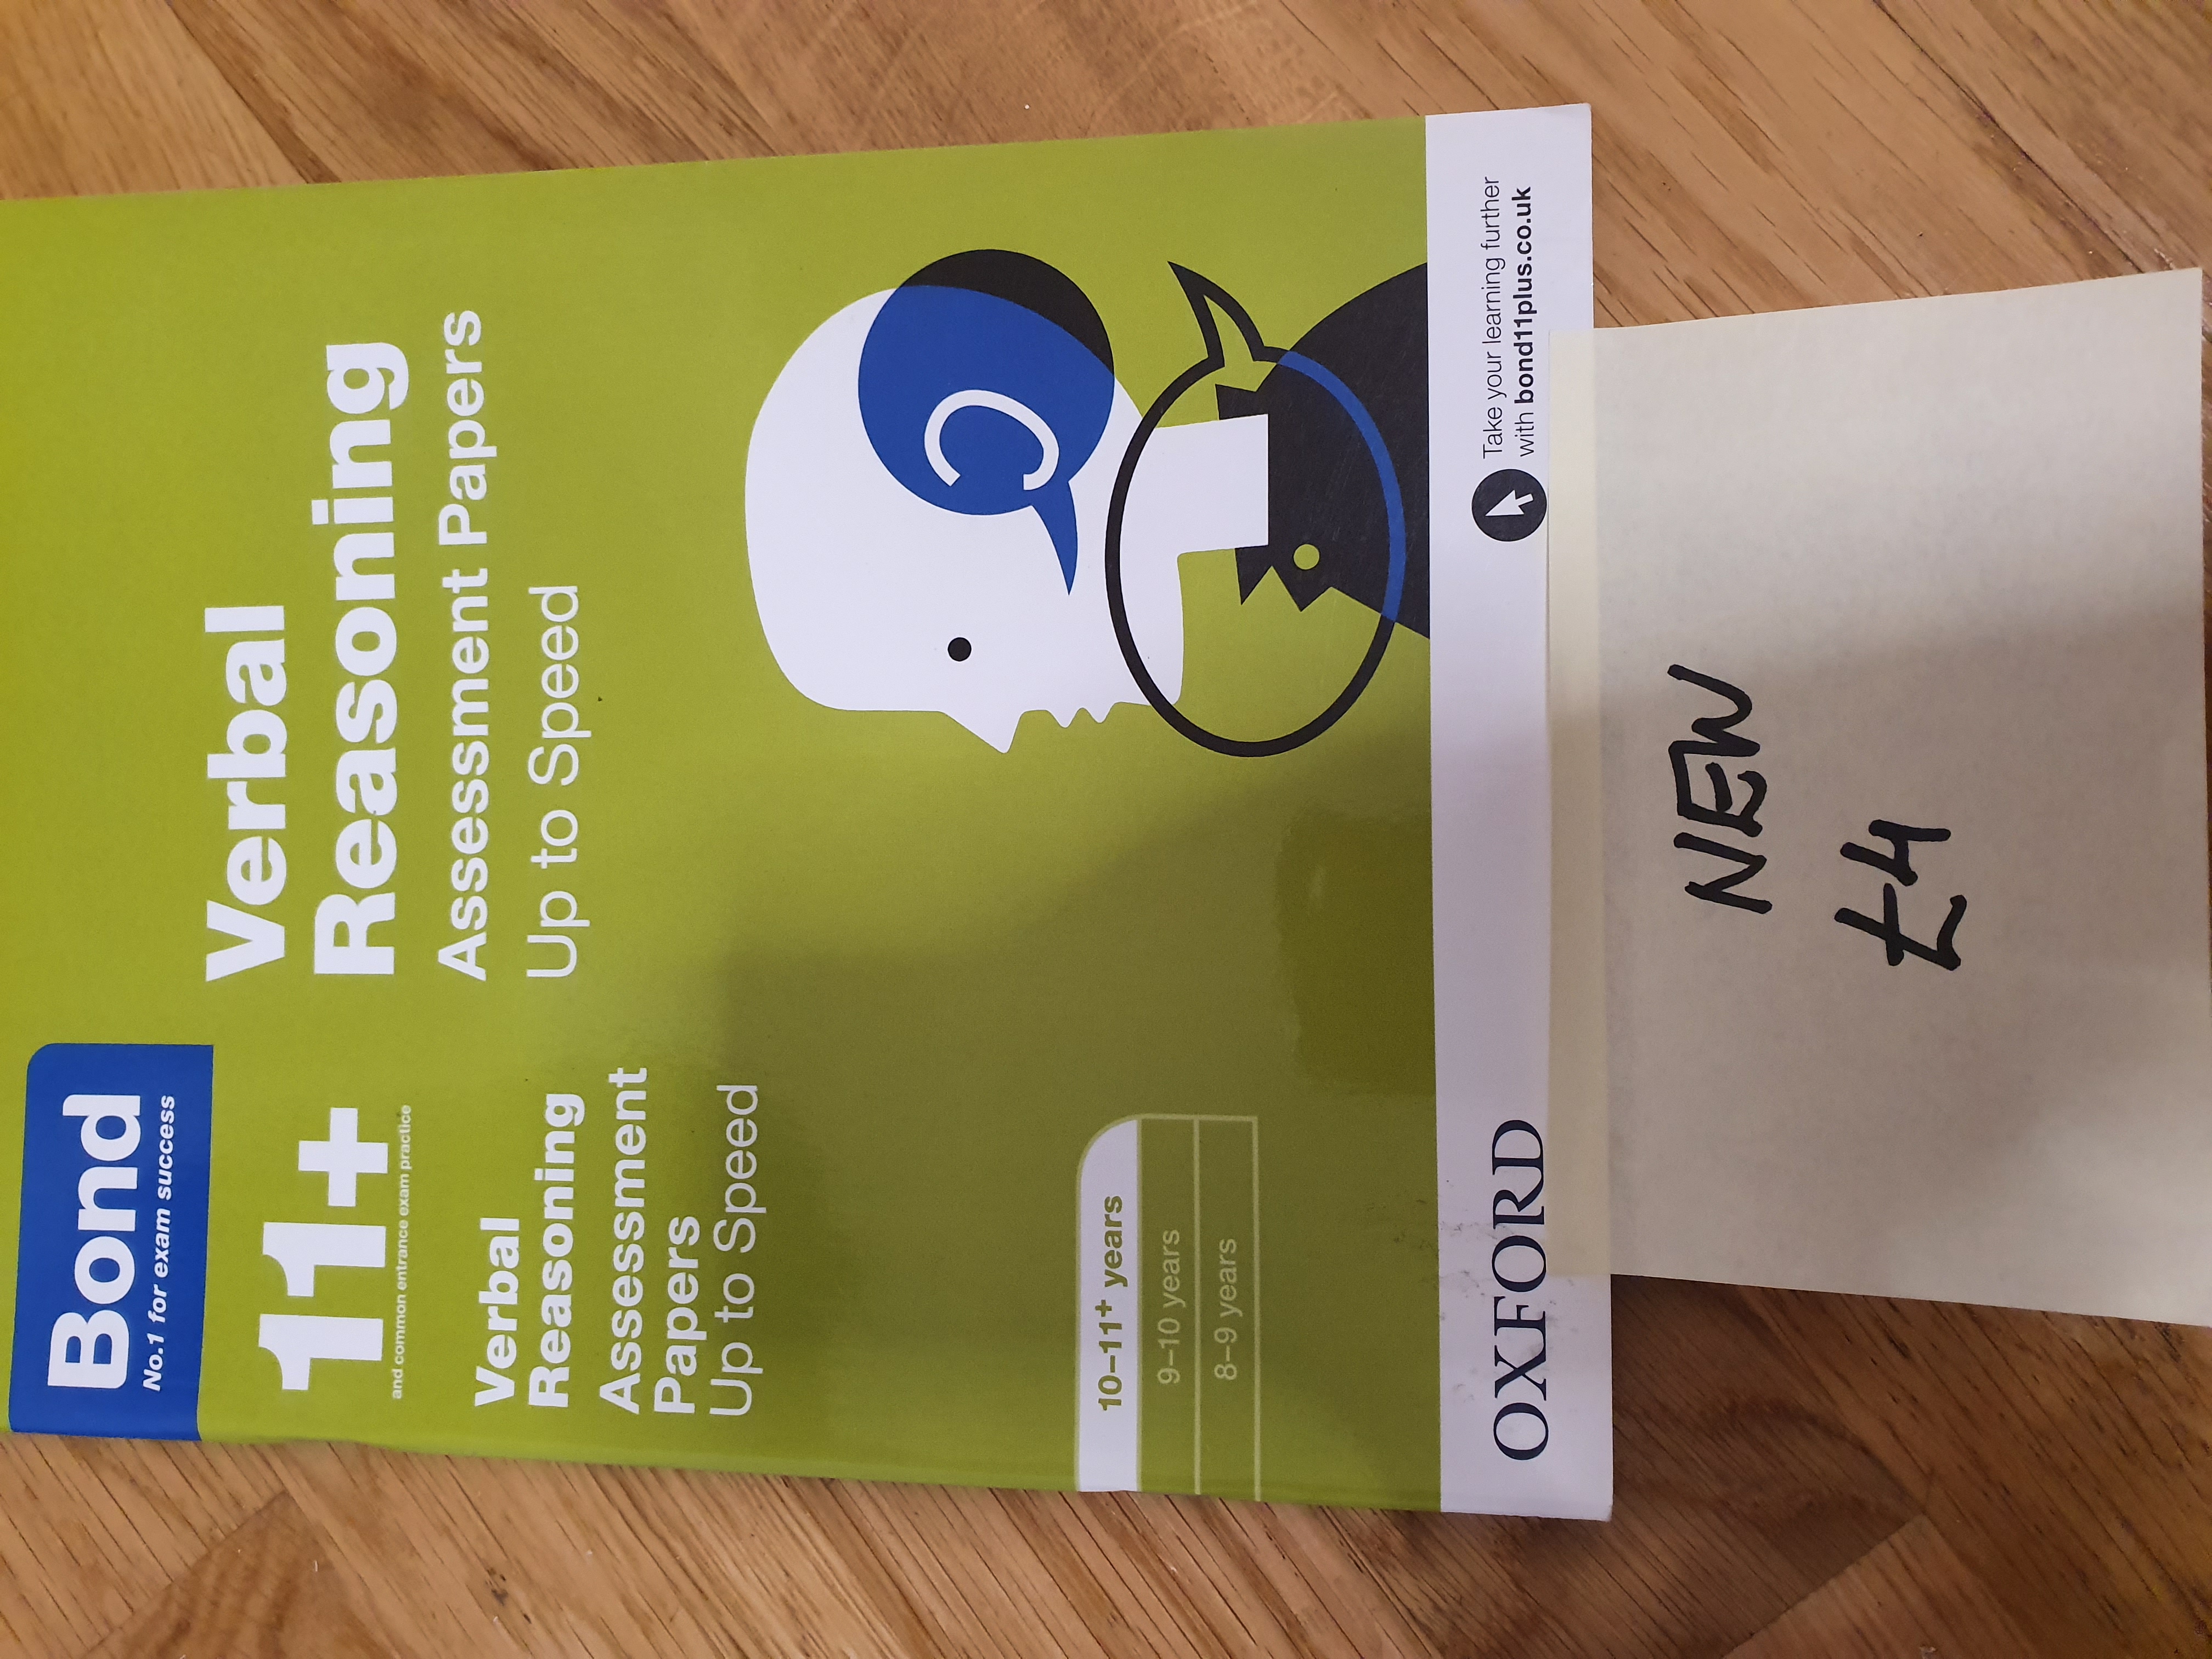 Bond
No.1 for exam success
11+
and common entrance exam practice
Verbal
Reasoning
Assessment
Papers
Up to Speed
10–11+ years
9–10 years
8–9 years
Verbal
Reasoning
Assessment Papers
Up to Speed
OXFORD
Take your learning further
with bond11plus.co.uk
NEW
£4